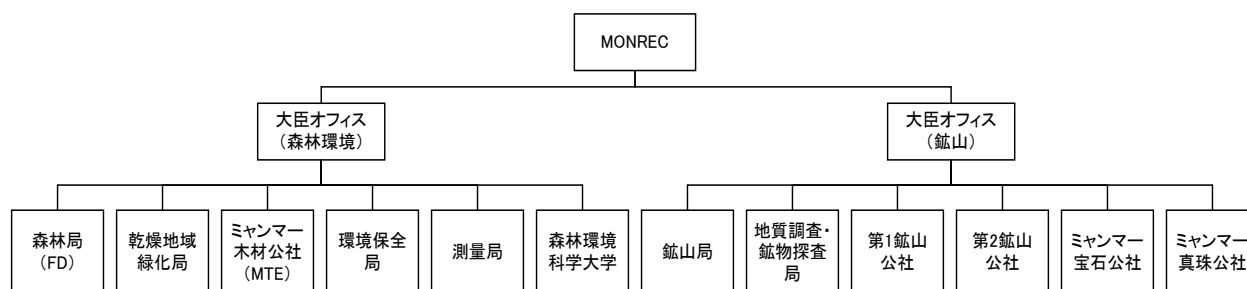 MONREC
大臣オフィス
（森林環境）
大臣オフィス
（鉱山）
森林局
(FD)
乾燥地域
緑化局
ミャンマー
木材公社
(MTE)
環境保全
局
測量局
森林環境
科学大学
鉱山局
地質調査・
鉱物探査
局
第1鉱山
公社
第2鉱山
公社
ミャンマー
宝石公社
ミャンマー
真珠公社